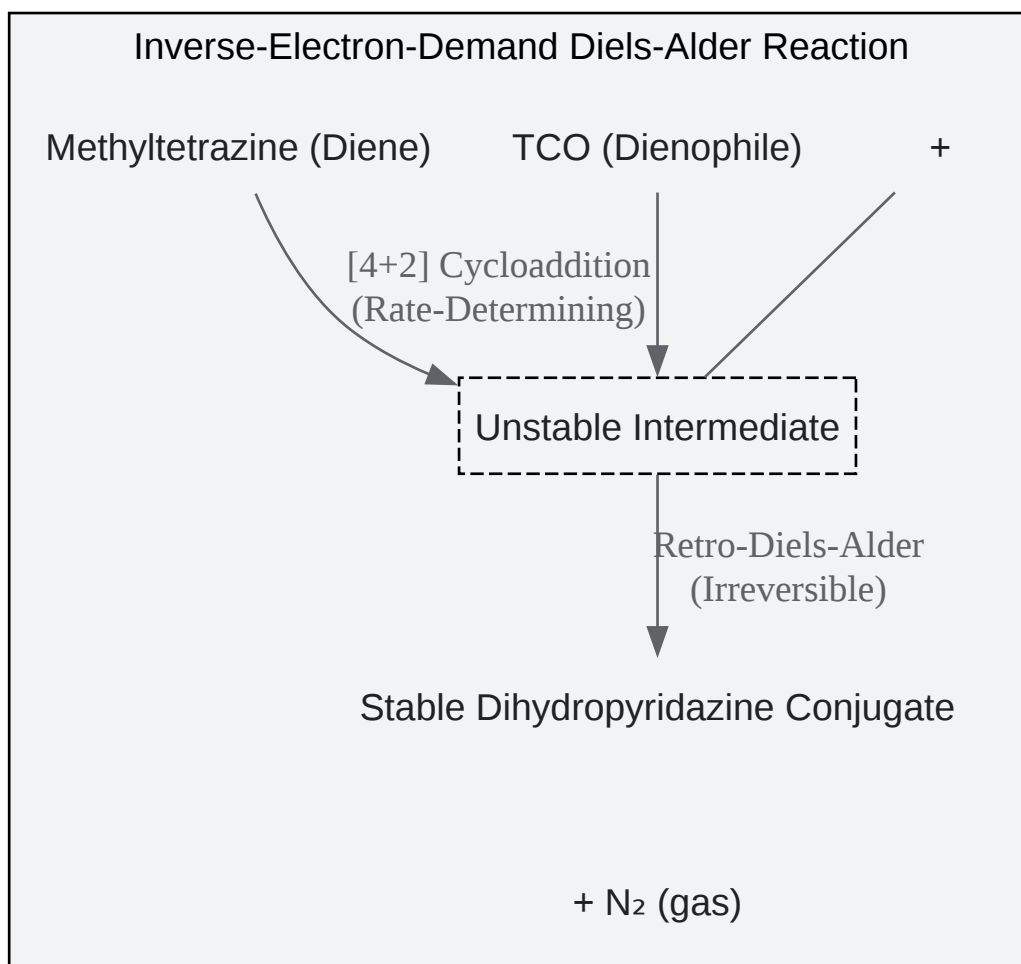 Inverse-Electron-Demand Diels-Alder Reaction
Methyltetrazine (Diene) TCO (Dienophile) +
[4+2] Cycloaddition
(Rate-Determining)
Unstable Intermediate
Retro-Diels-Alder
(Irreversible)
Stable Dihydropyridazine Conjugate
+ N₂ (gas)